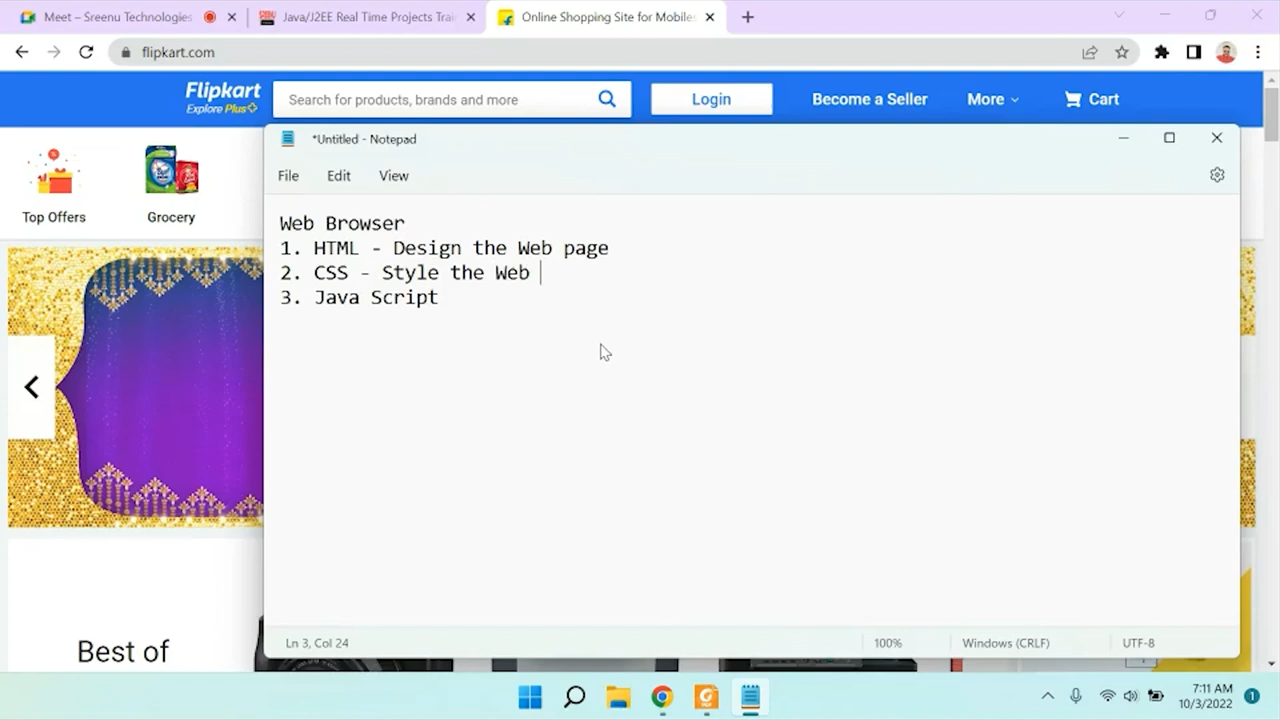 Meet – Sreenu Technologies
Java/J2EE Real Time Projects Trai
Online Shopping Site for Mobiles
flipkart.com
Flipkart
Explore Plus
Search for products, brands and more
Login
Become a Seller
More
Cart
Top Offers
Grocery
*Untitled - Notepad
File
Edit
View
Web Browser
1. HTML - Design the Web page
2. CSS - Style the Web
3. Java Script
Ln 3, Col 24
100%
Windows (CRLF)
UTF-8
Best of
7:11 AM
10/3/2022
1